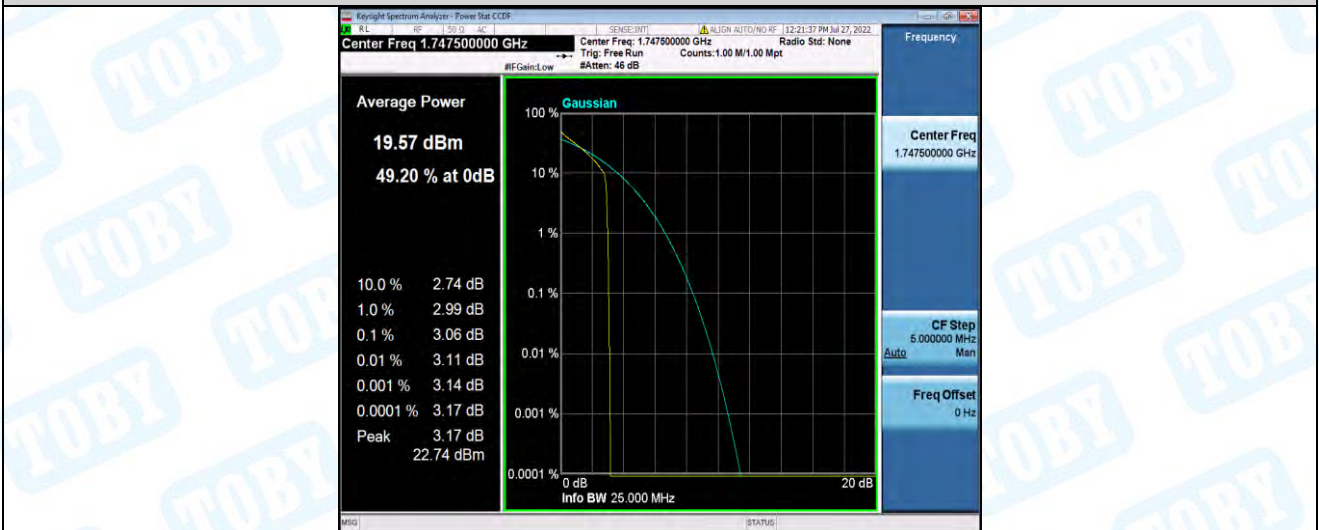 Keysight Spectrum Analyzer - Power Stat CCDF
RL RF 50 Ω AC SENSE:INT ALIGN AUTO/NO RF 12:21:37 PM Jul 27, 2022
Center Freq 1.747500000 GHz
Center Freq: 1.747500000 GHz Radio Std: None
Trig: Free Run Counts:1.00 M/1.00 Mpt
#IFGain:Low #Atten: 46 dB
Frequency
Average Power
19.57 dBm
49.20 % at 0dB
10.0 % 2.74 dB
1.0 % 2.99 dB
0.1 % 3.06 dB
0.01 % 3.11 dB
0.001 % 3.14 dB
0.0001 % 3.17 dB
Peak 3.17 dB
22.74 dBm
Gaussian
100 %
10 %
1 %
0.1 %
0.01 %
0.001 %
0.0001 %
0 dB 20 dB
Info BW 25.000 MHz
Center Freq
1.747500000 GHz
CF Step
5.000000 MHz
Auto Man
Freq Offset
0 Hz
MSG STATUS
TOBY
TOBY
TOBY
TOBY
TOBY
TOBY
TOBY